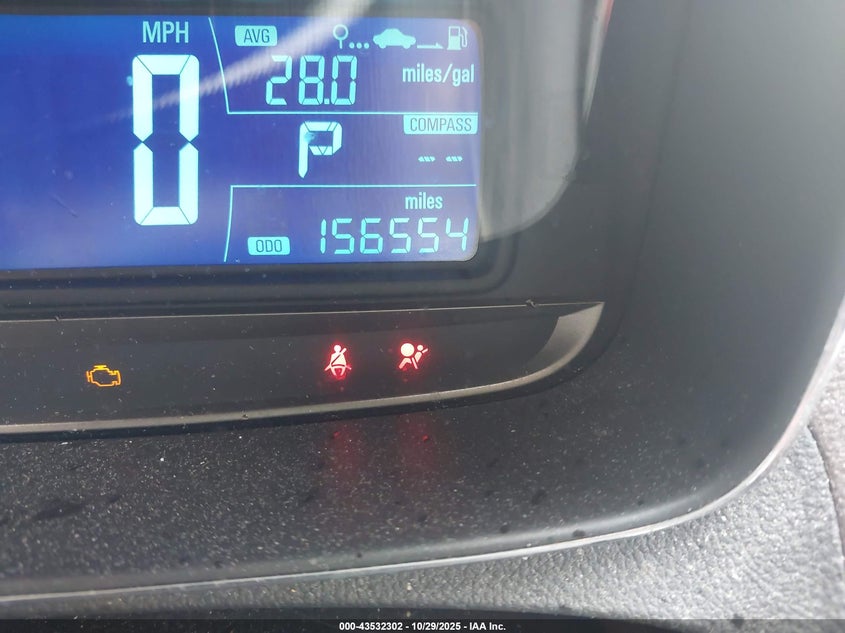 MPH
AVG
28.0 miles/gal
0
P
COMPASS
-- --
miles
ODO 156554
000-43532302 - 10/29/2025 - IAA Inc.